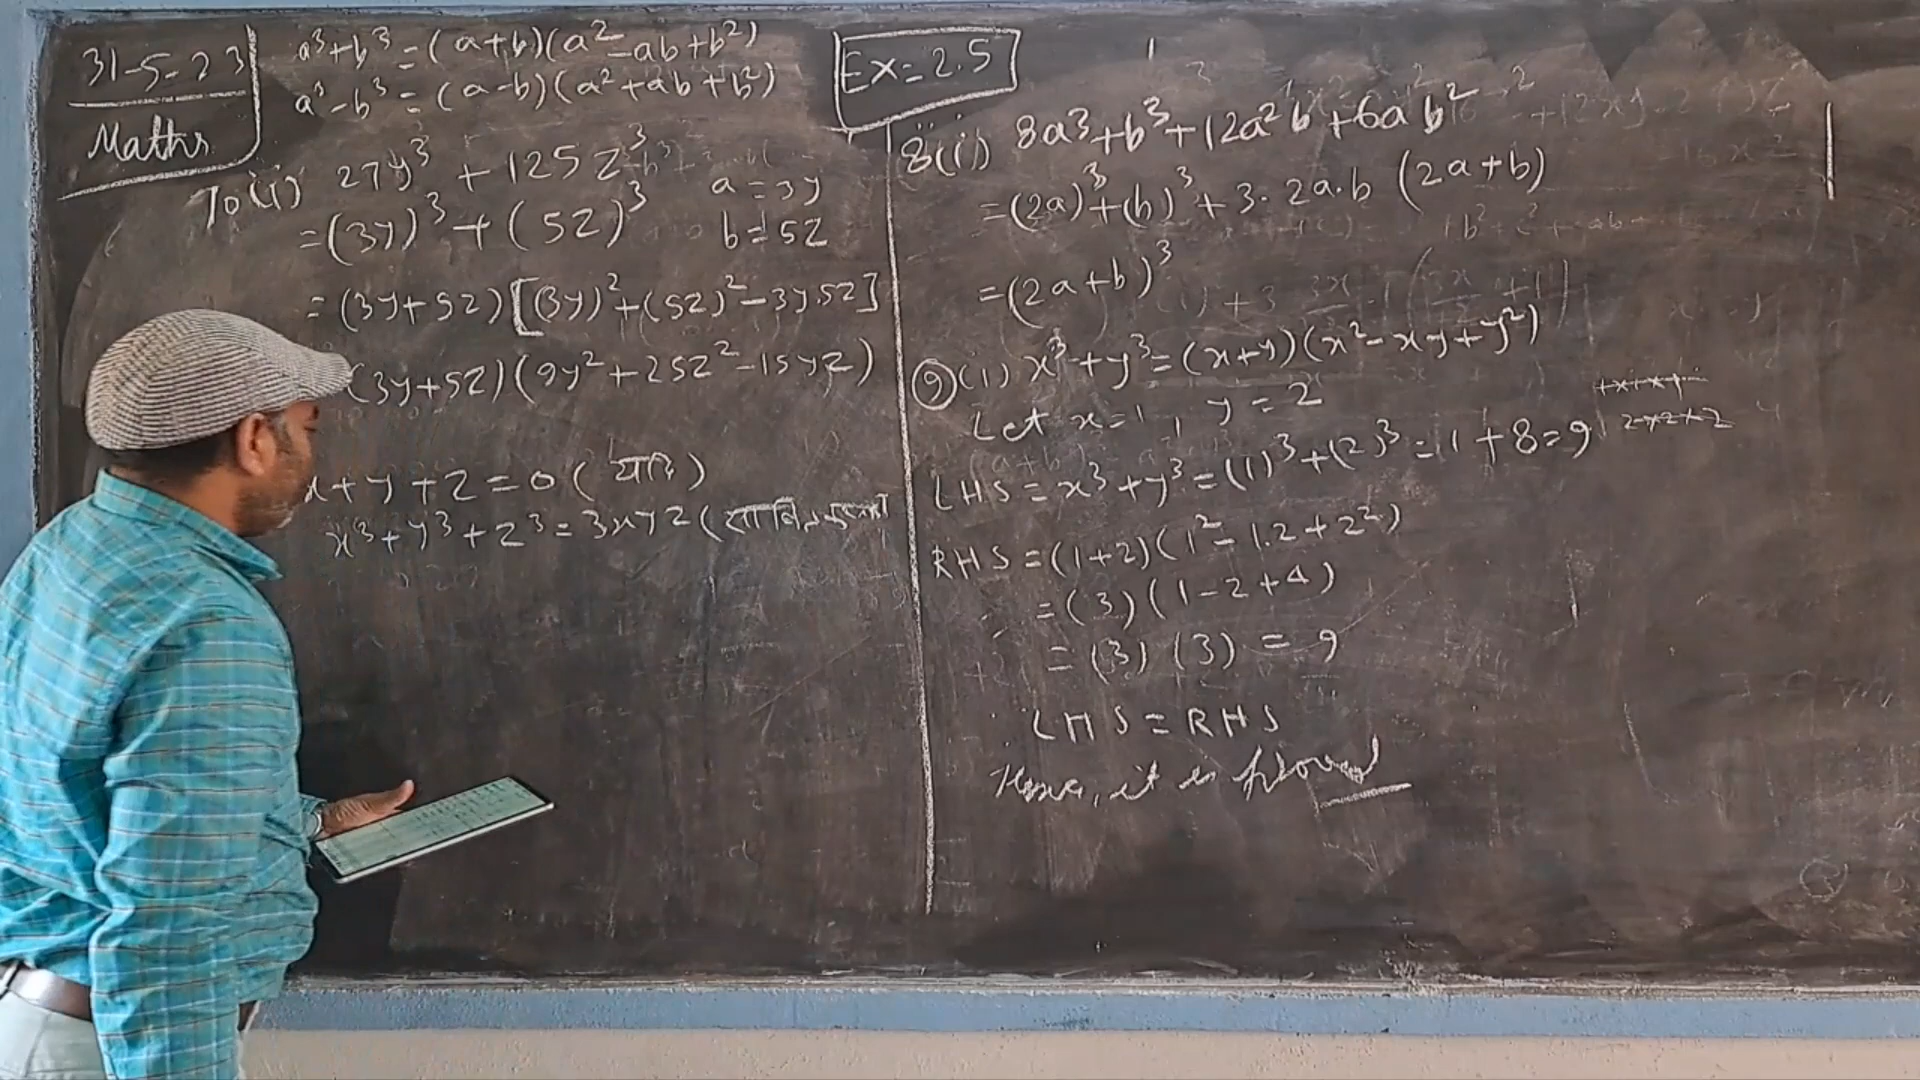 31-5-23
Maths
a³+b³=(a+b)(a²-ab+b²)
a³-b³=(a-b)(a²+ab+b²)
10(i) 27y³ + 125z³
a=3y
=(3y)³+(5z)³
b=5z
=(3y+5z)[(3y)²+(5z)²-3y5z]
(3y+5z)(9y²+25z²-15yz)
x+y+z=0 (यदि)
x³+y³+z³=3xyz
Ex=2.5
8(i) 8a³+b³+12a²b+6ab²
=(2a)³+(b)³+3.2a.b (2a+b)
=(2a+b)³
9(i) x³+y³=(x+y)(x²-xy+y²)
Let x=1, y=2
LHS=x³+y³=(1)³+(2)³=1+8=9
2×2×2
RHS=(1+2)(1²-1.2+2²)
=(3)(1-2+4)
=(3)(3)=9
LHS=RHS
Hence, it is proved